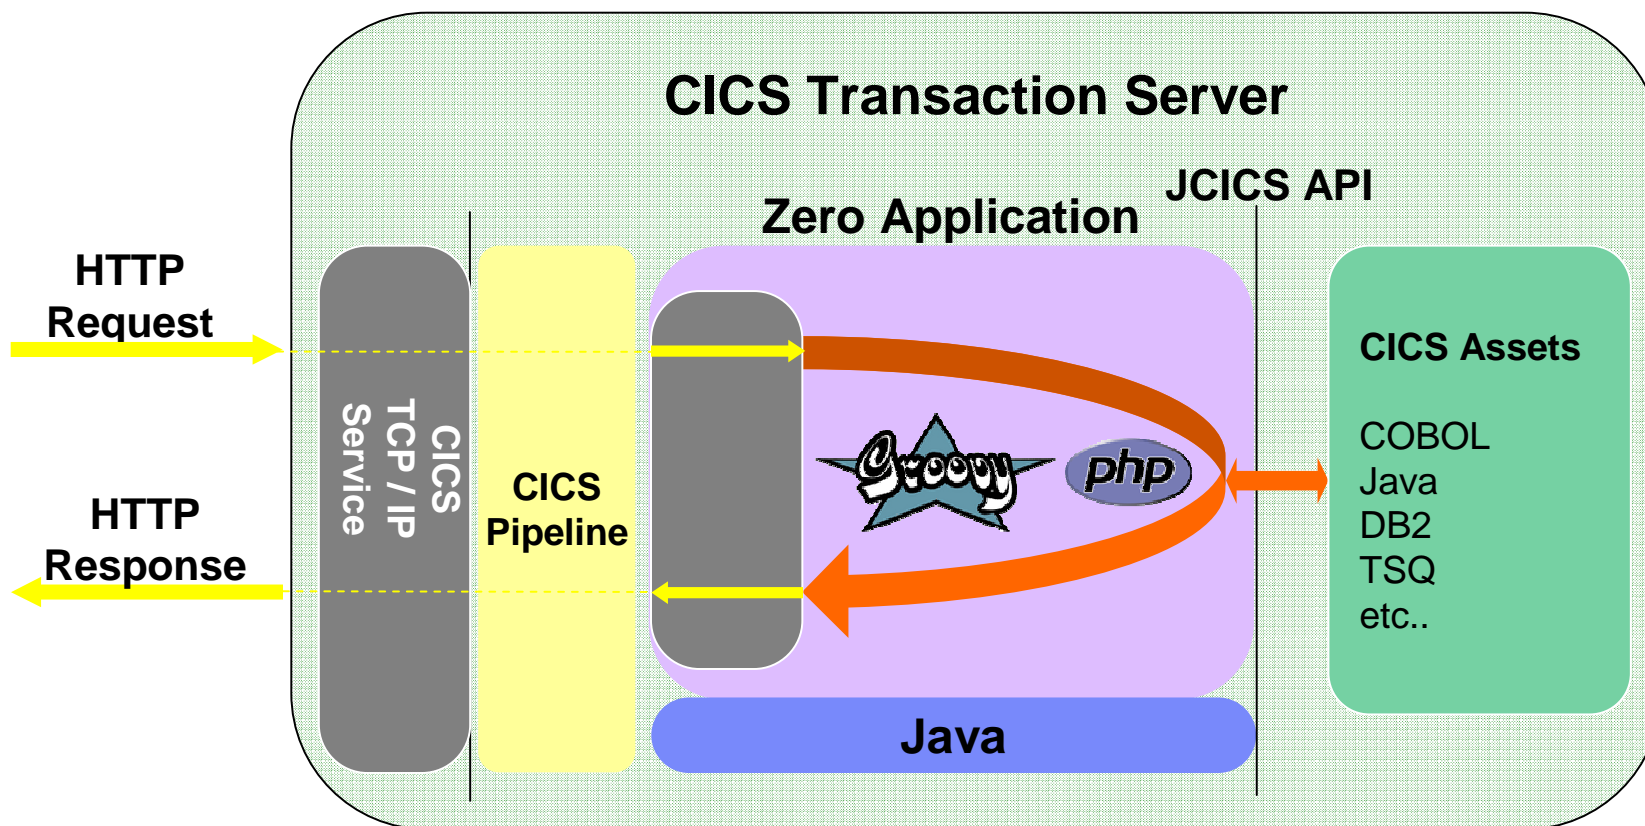 CICS Transaction Server
JCICS API
Zero Application
HTTP
Request
HTTP
Response
CICS
TCP / IP
Service
CICS
Pipeline
Groovy
php
Java
CICS Assets
COBOL
Java
DB2
TSQ
etc..